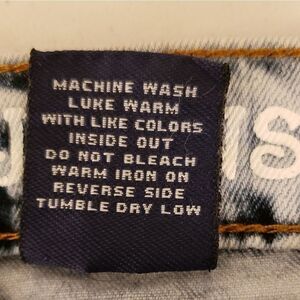 MACHINE WASH
LUKE WARM
WITH LIKE COLORS
INSIDE OUT
DO NOT BLEACH
WARM IRON ON
REVERSE SIDE
TUMBLE DRY LOW